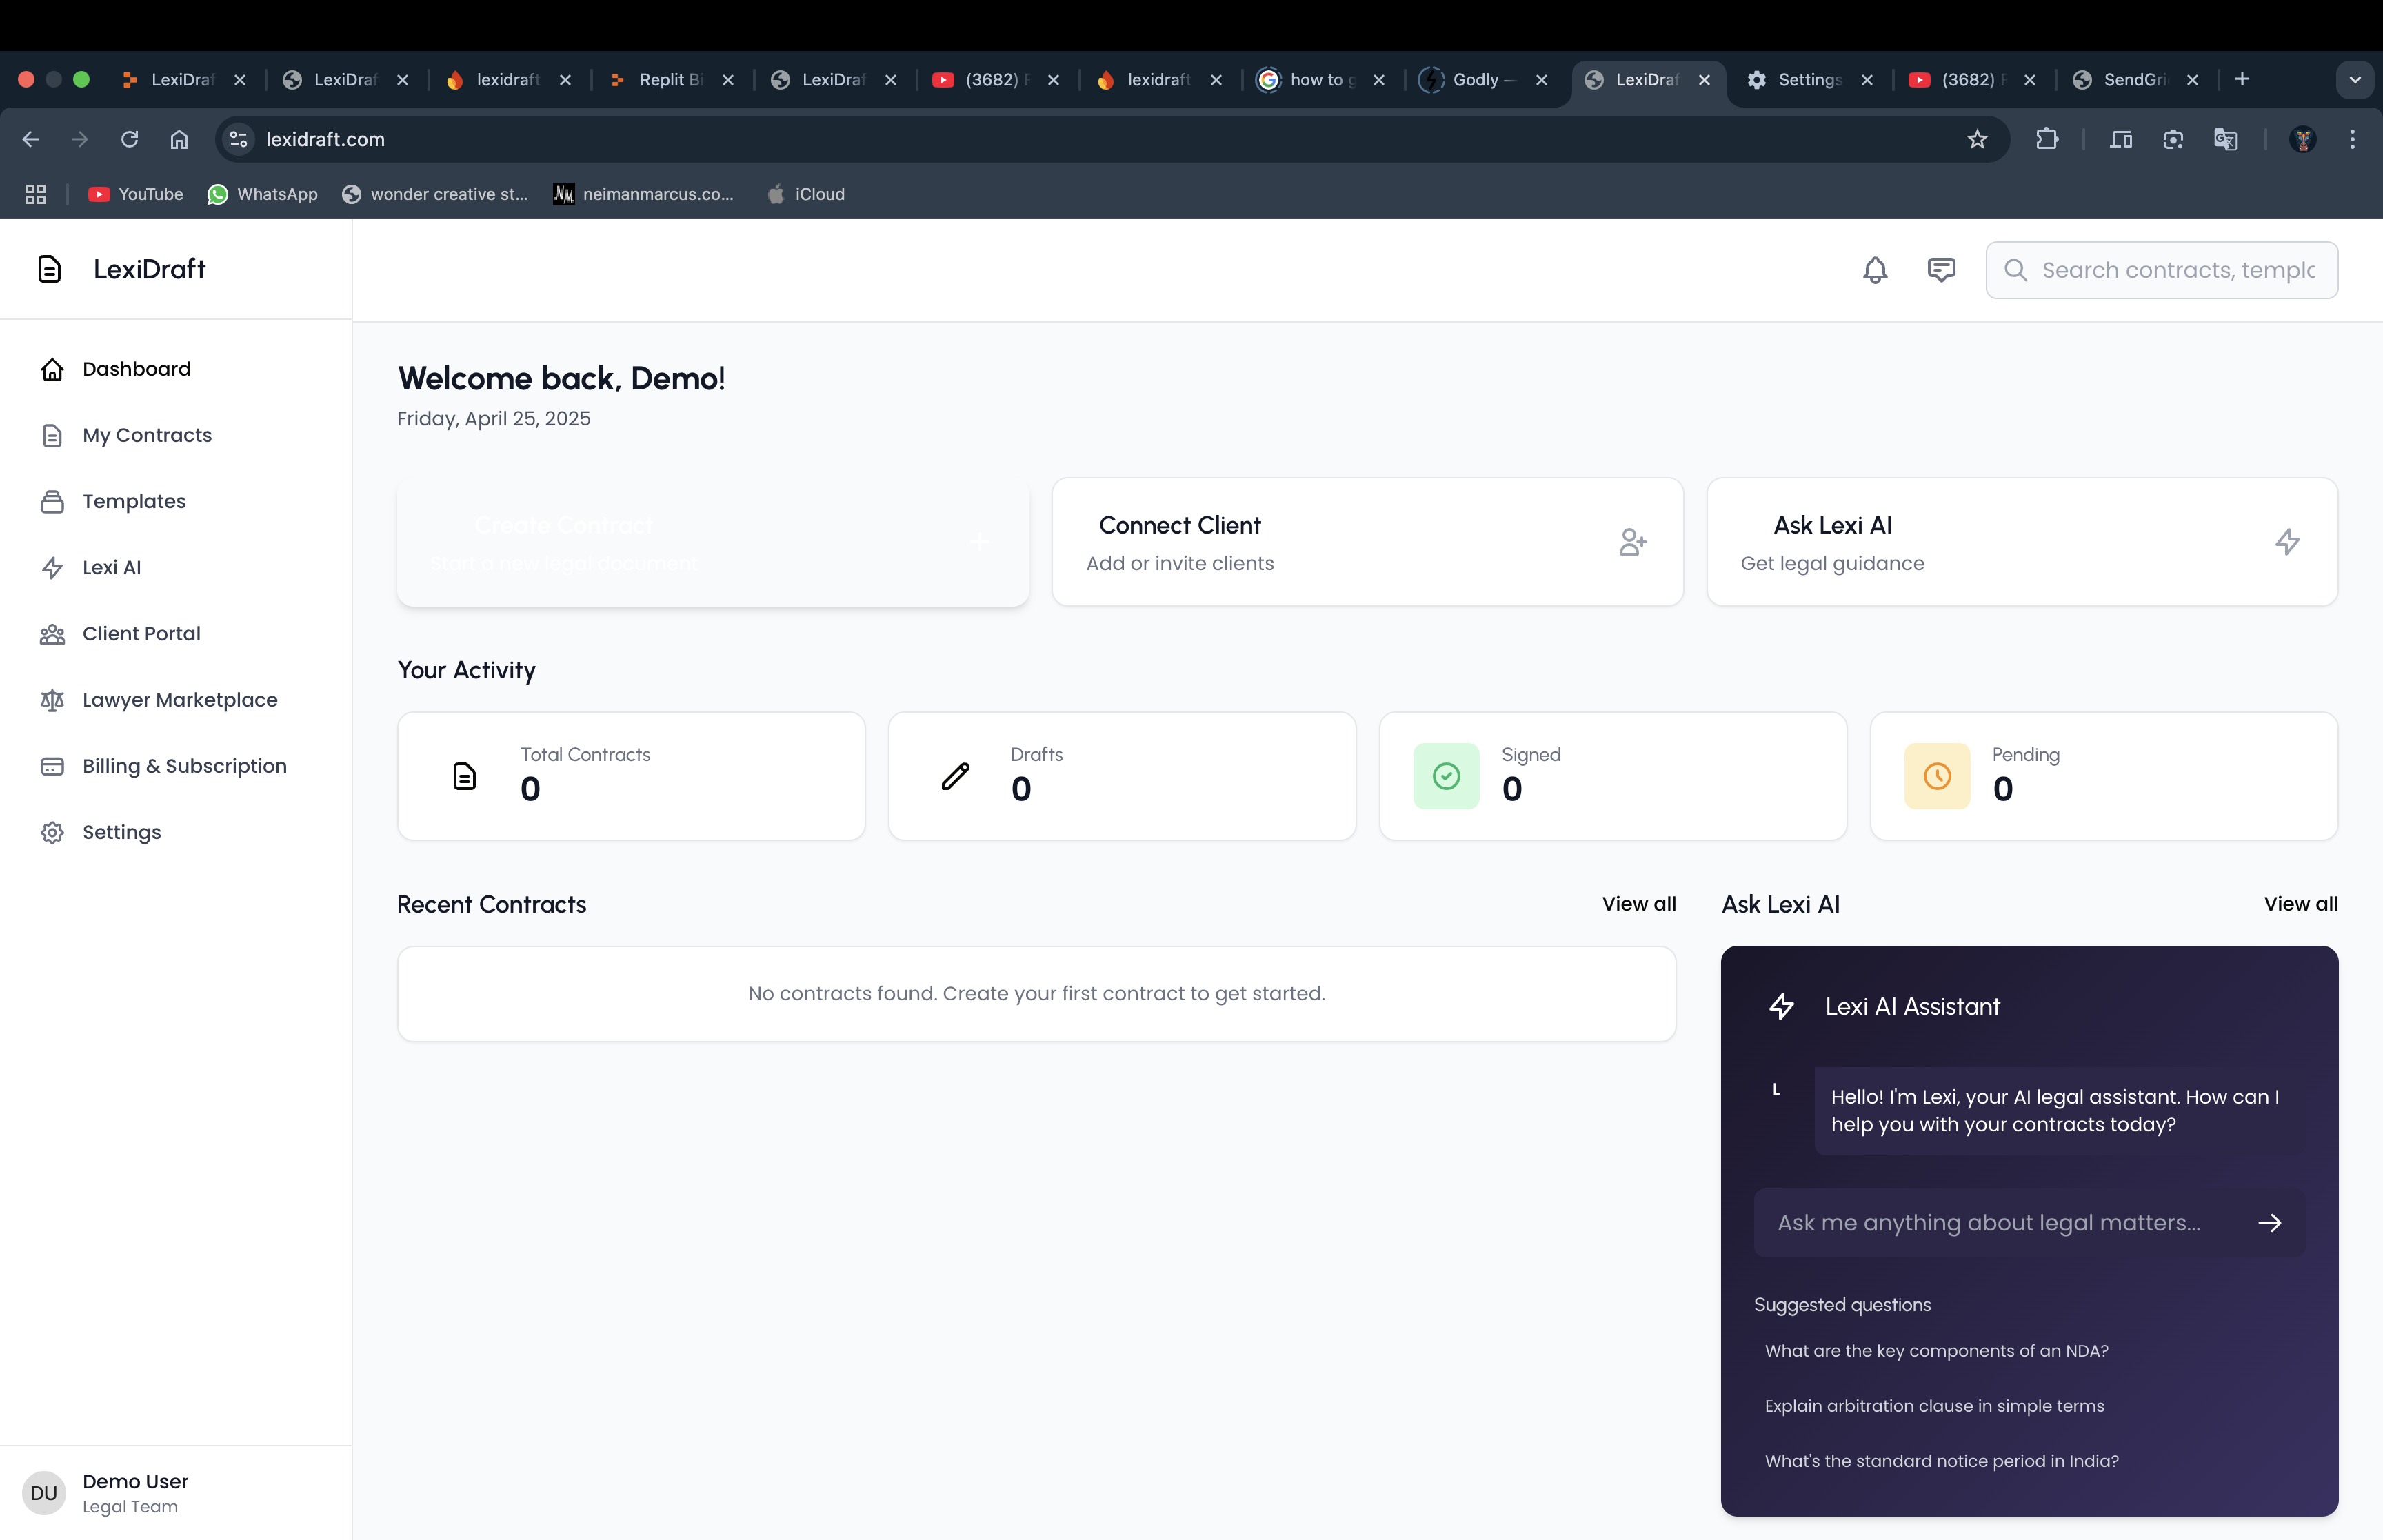 LexiDraf
LexiDraf
lexidraft
Replit Bi
LexiDraf
(3682) F
lexidraft
how to g
Godly —
LexiDraf
Settings
(3682) F
SendGri
lexidraft.com
YouTube
WhatsApp
wonder creative st...
neimanmarcus.co...
iCloud
LexiDraft
Search contracts, templ
Dashboard
My Contracts
Templates
Lexi AI
Client Portal
Lawyer Marketplace
Billing & Subscription
Settings
Demo User
DU
Legal Team
Welcome back, Demo!
Friday, April 25, 2025
Create Contract
Start a new legal document
Connect Client
Add or invite clients
Ask Lexi AI
Get legal guidance
Your Activity
Total Contracts
0
Drafts
0
Signed
0
Pending
0
Recent Contracts
View all
No contracts found. Create your first contract to get started.
Ask Lexi AI
View all
Lexi AI Assistant
L
Hello! I'm Lexi, your AI legal assistant. How can I
help you with your contracts today?
Ask me anything about legal matters...
Suggested questions
What are the key components of an NDA?
Explain arbitration clause in simple terms
What's the standard notice period in India?